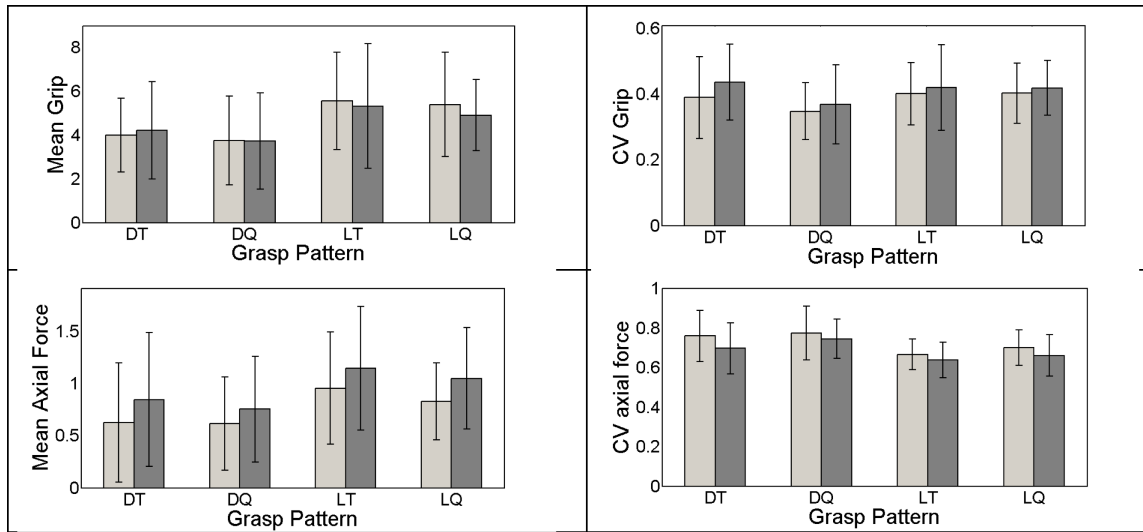 Mean Grip
8
6
4
2
0
DT DQ LT LQ
Grasp Pattern
CV Grip
0.6
0.4
0.2
0
DT DQ LT LQ
Grasp Pattern
Mean Axial Force
1.5
1
0.5
0
DT DQ LT LQ
Grasp Pattern
CV axial force
1
0.8
0.6
0.4
0.2
0
DT DQ LT LQ
Grasp Pattern